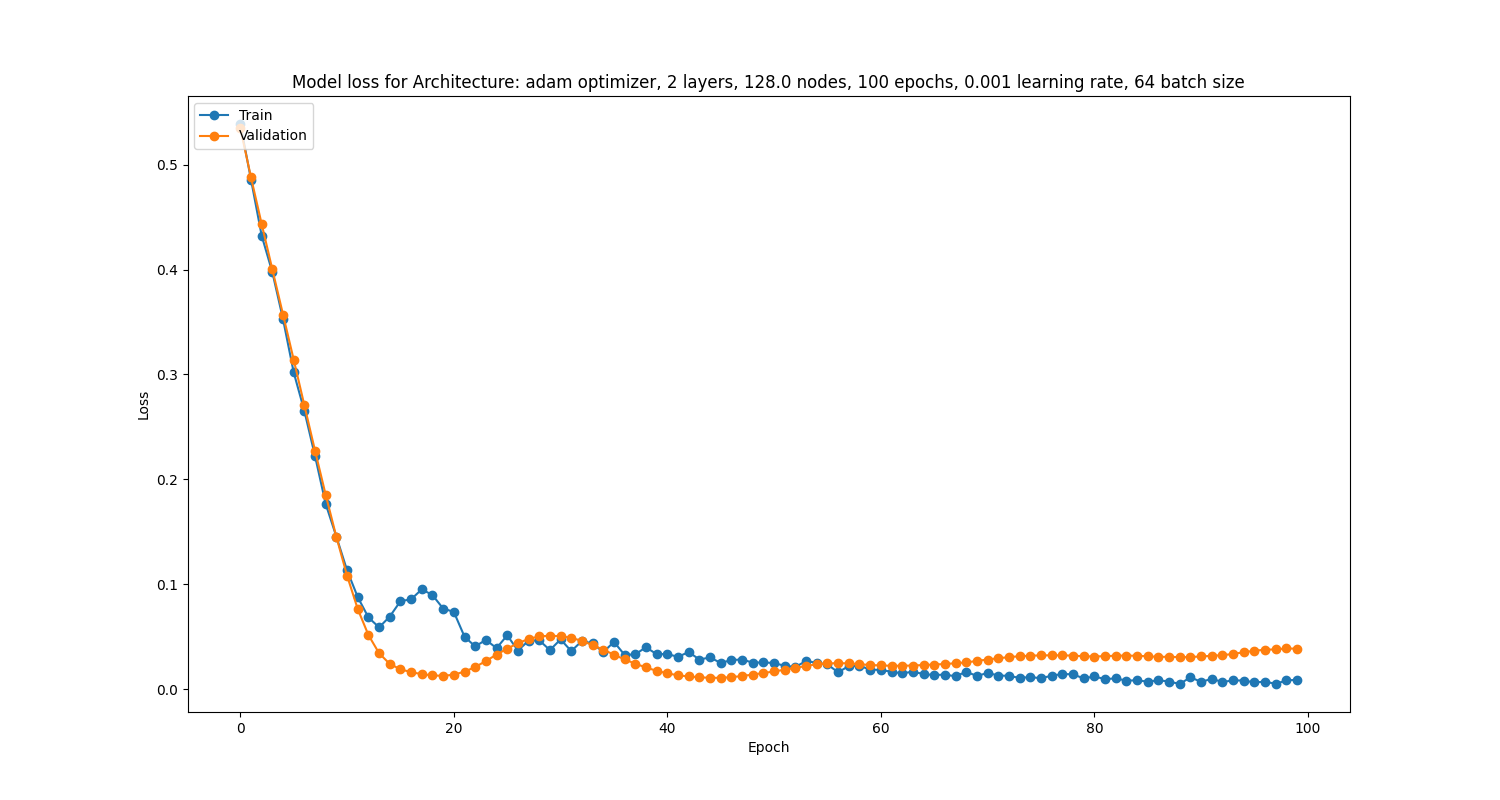 Model loss for Architecture: adam optimizer, 2 layers, 128.0 nodes, 100 epochs, 0.001 learning rate, 64 batch size
Train
Validation
0.5
0.4
0.3
0.2
0.1
0.0
Loss
0
20
40
60
80
100
Epoch